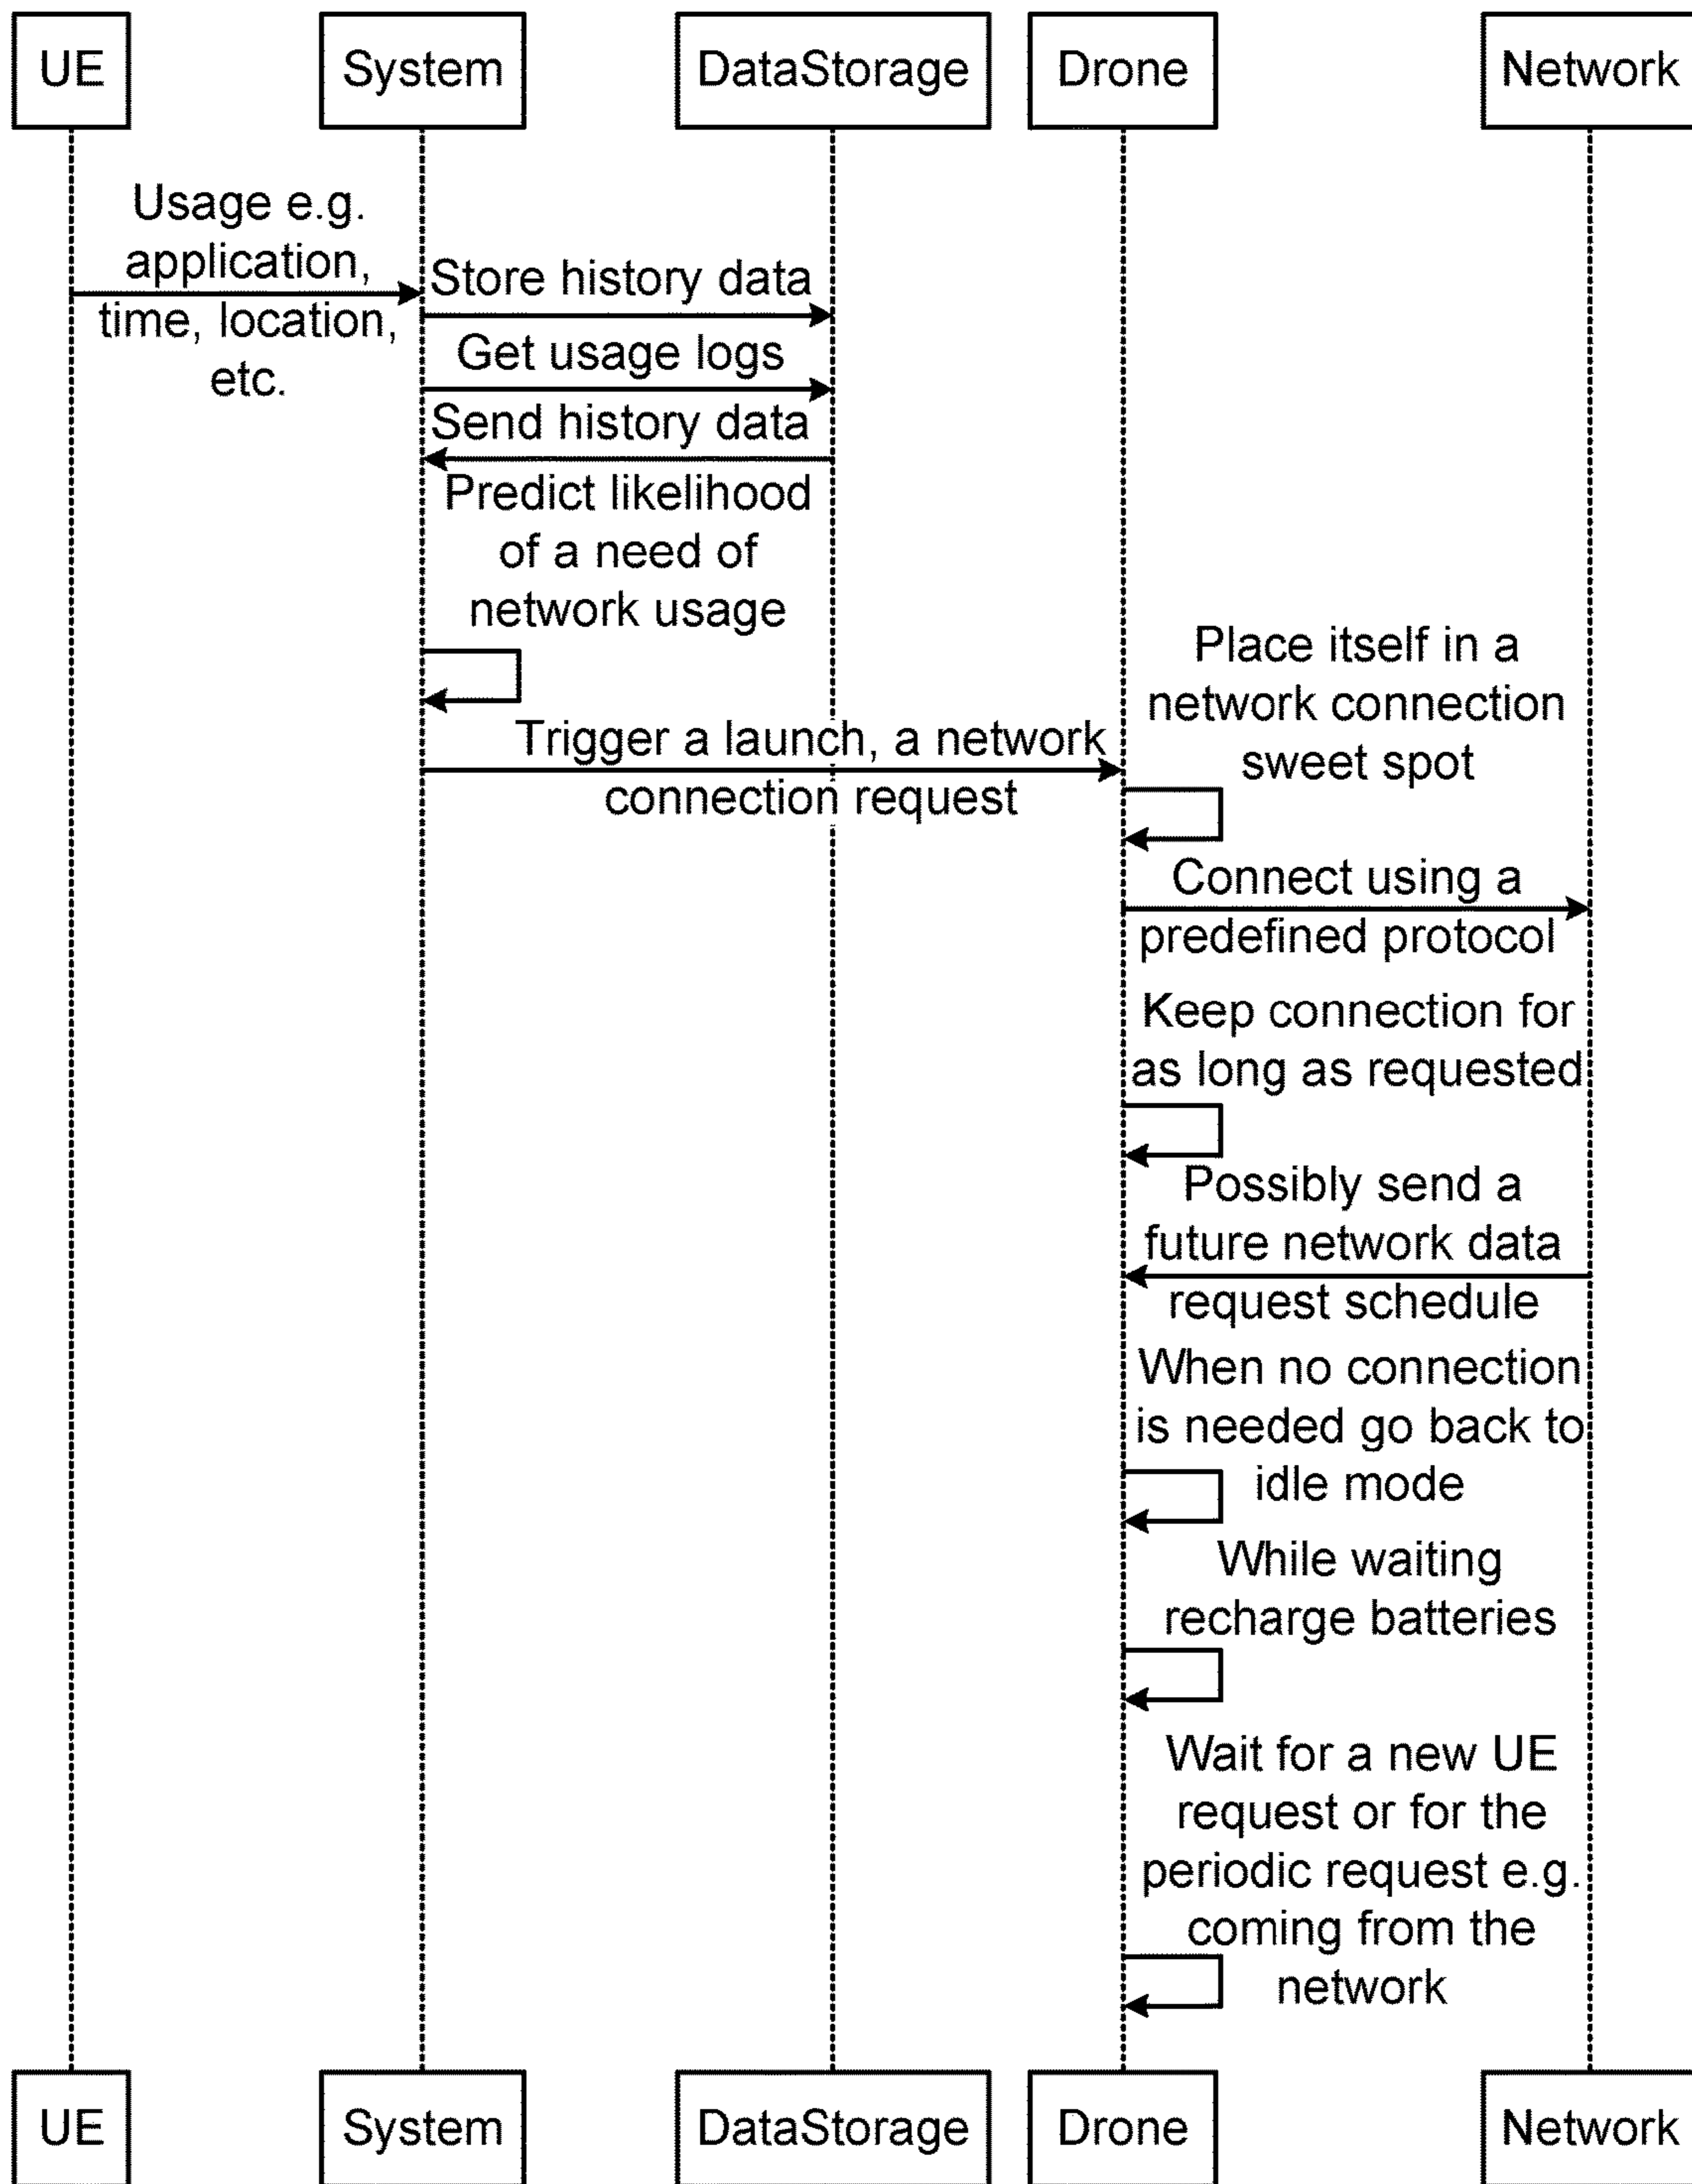 UE
System
DataStorage
Drone
Network
Usage e.g.
application,
time, location,
etc.
Store history data
Get usage logs
Send history data
Predict likelihood
of a need of
network usage
Trigger a launch, a network
connection request
Place itself in a
network connection
sweet spot
Connect using a
predefined protocol
Keep connection for
as long as requested
Possibly send a
future network data
request schedule
When no connection
is needed go back to
idle mode
While waiting
recharge batteries
Wait for a new UE
request or for the
periodic request e.g.
coming from the
network
UE
System
DataStorage
Drone
Network